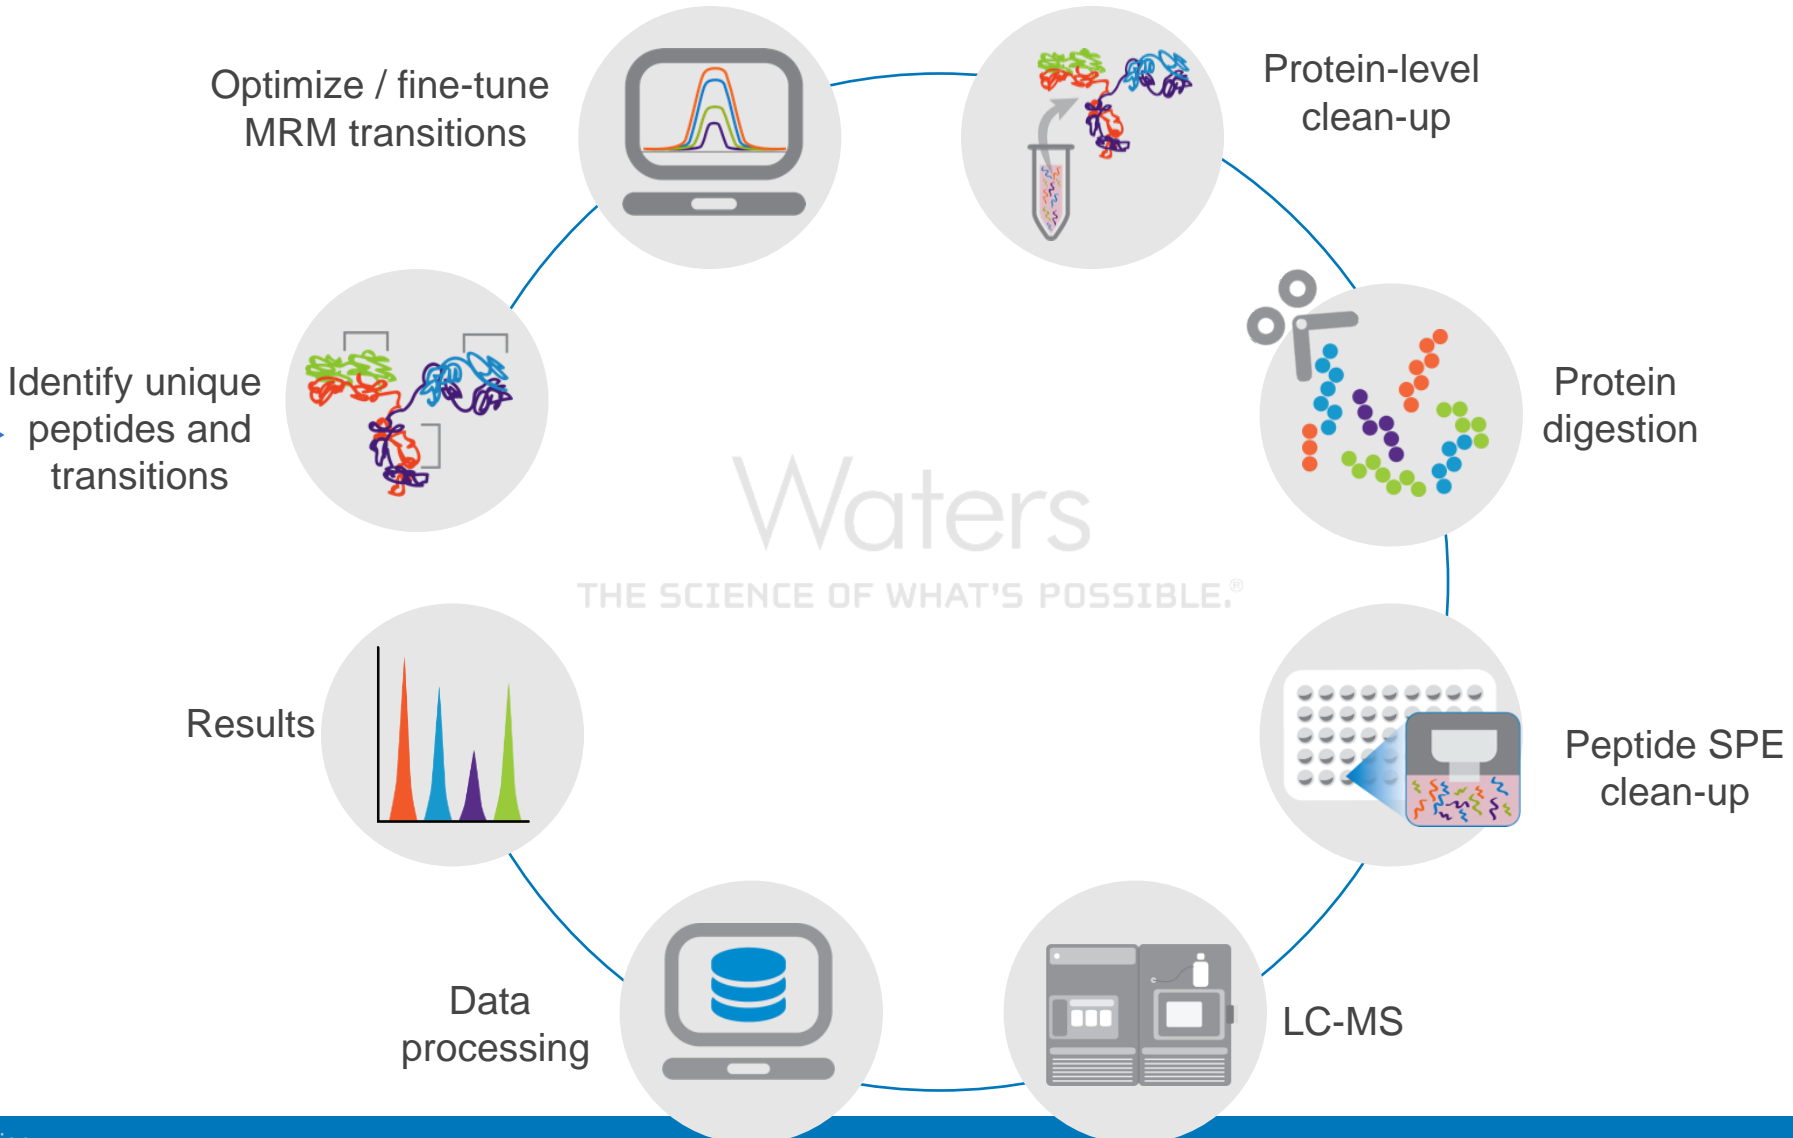 Optimize / fine-tune
MRM transitions
Protein-level
clean-up
Identify unique
peptides and
transitions
Protein
digestion
Waters
THE SCIENCE OF WHAT'S POSSIBLE.®
Results
Peptide SPE
clean-up
Data
processing
LC-MS